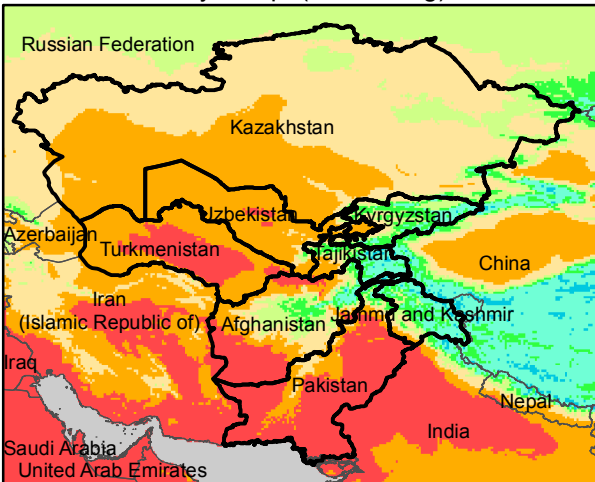 Russian Federation
Kazakhstan
Uzbekistan
Kyrgyzstan
Azerbaijan
Turkmenistan
Tajikistan
China
Iran
(Islamic Republic of)
Afghanistan
Jammu and Kashmir
Iraq
Pakistan
Nepal
India
Saudi Arabia
United Arab Emirates